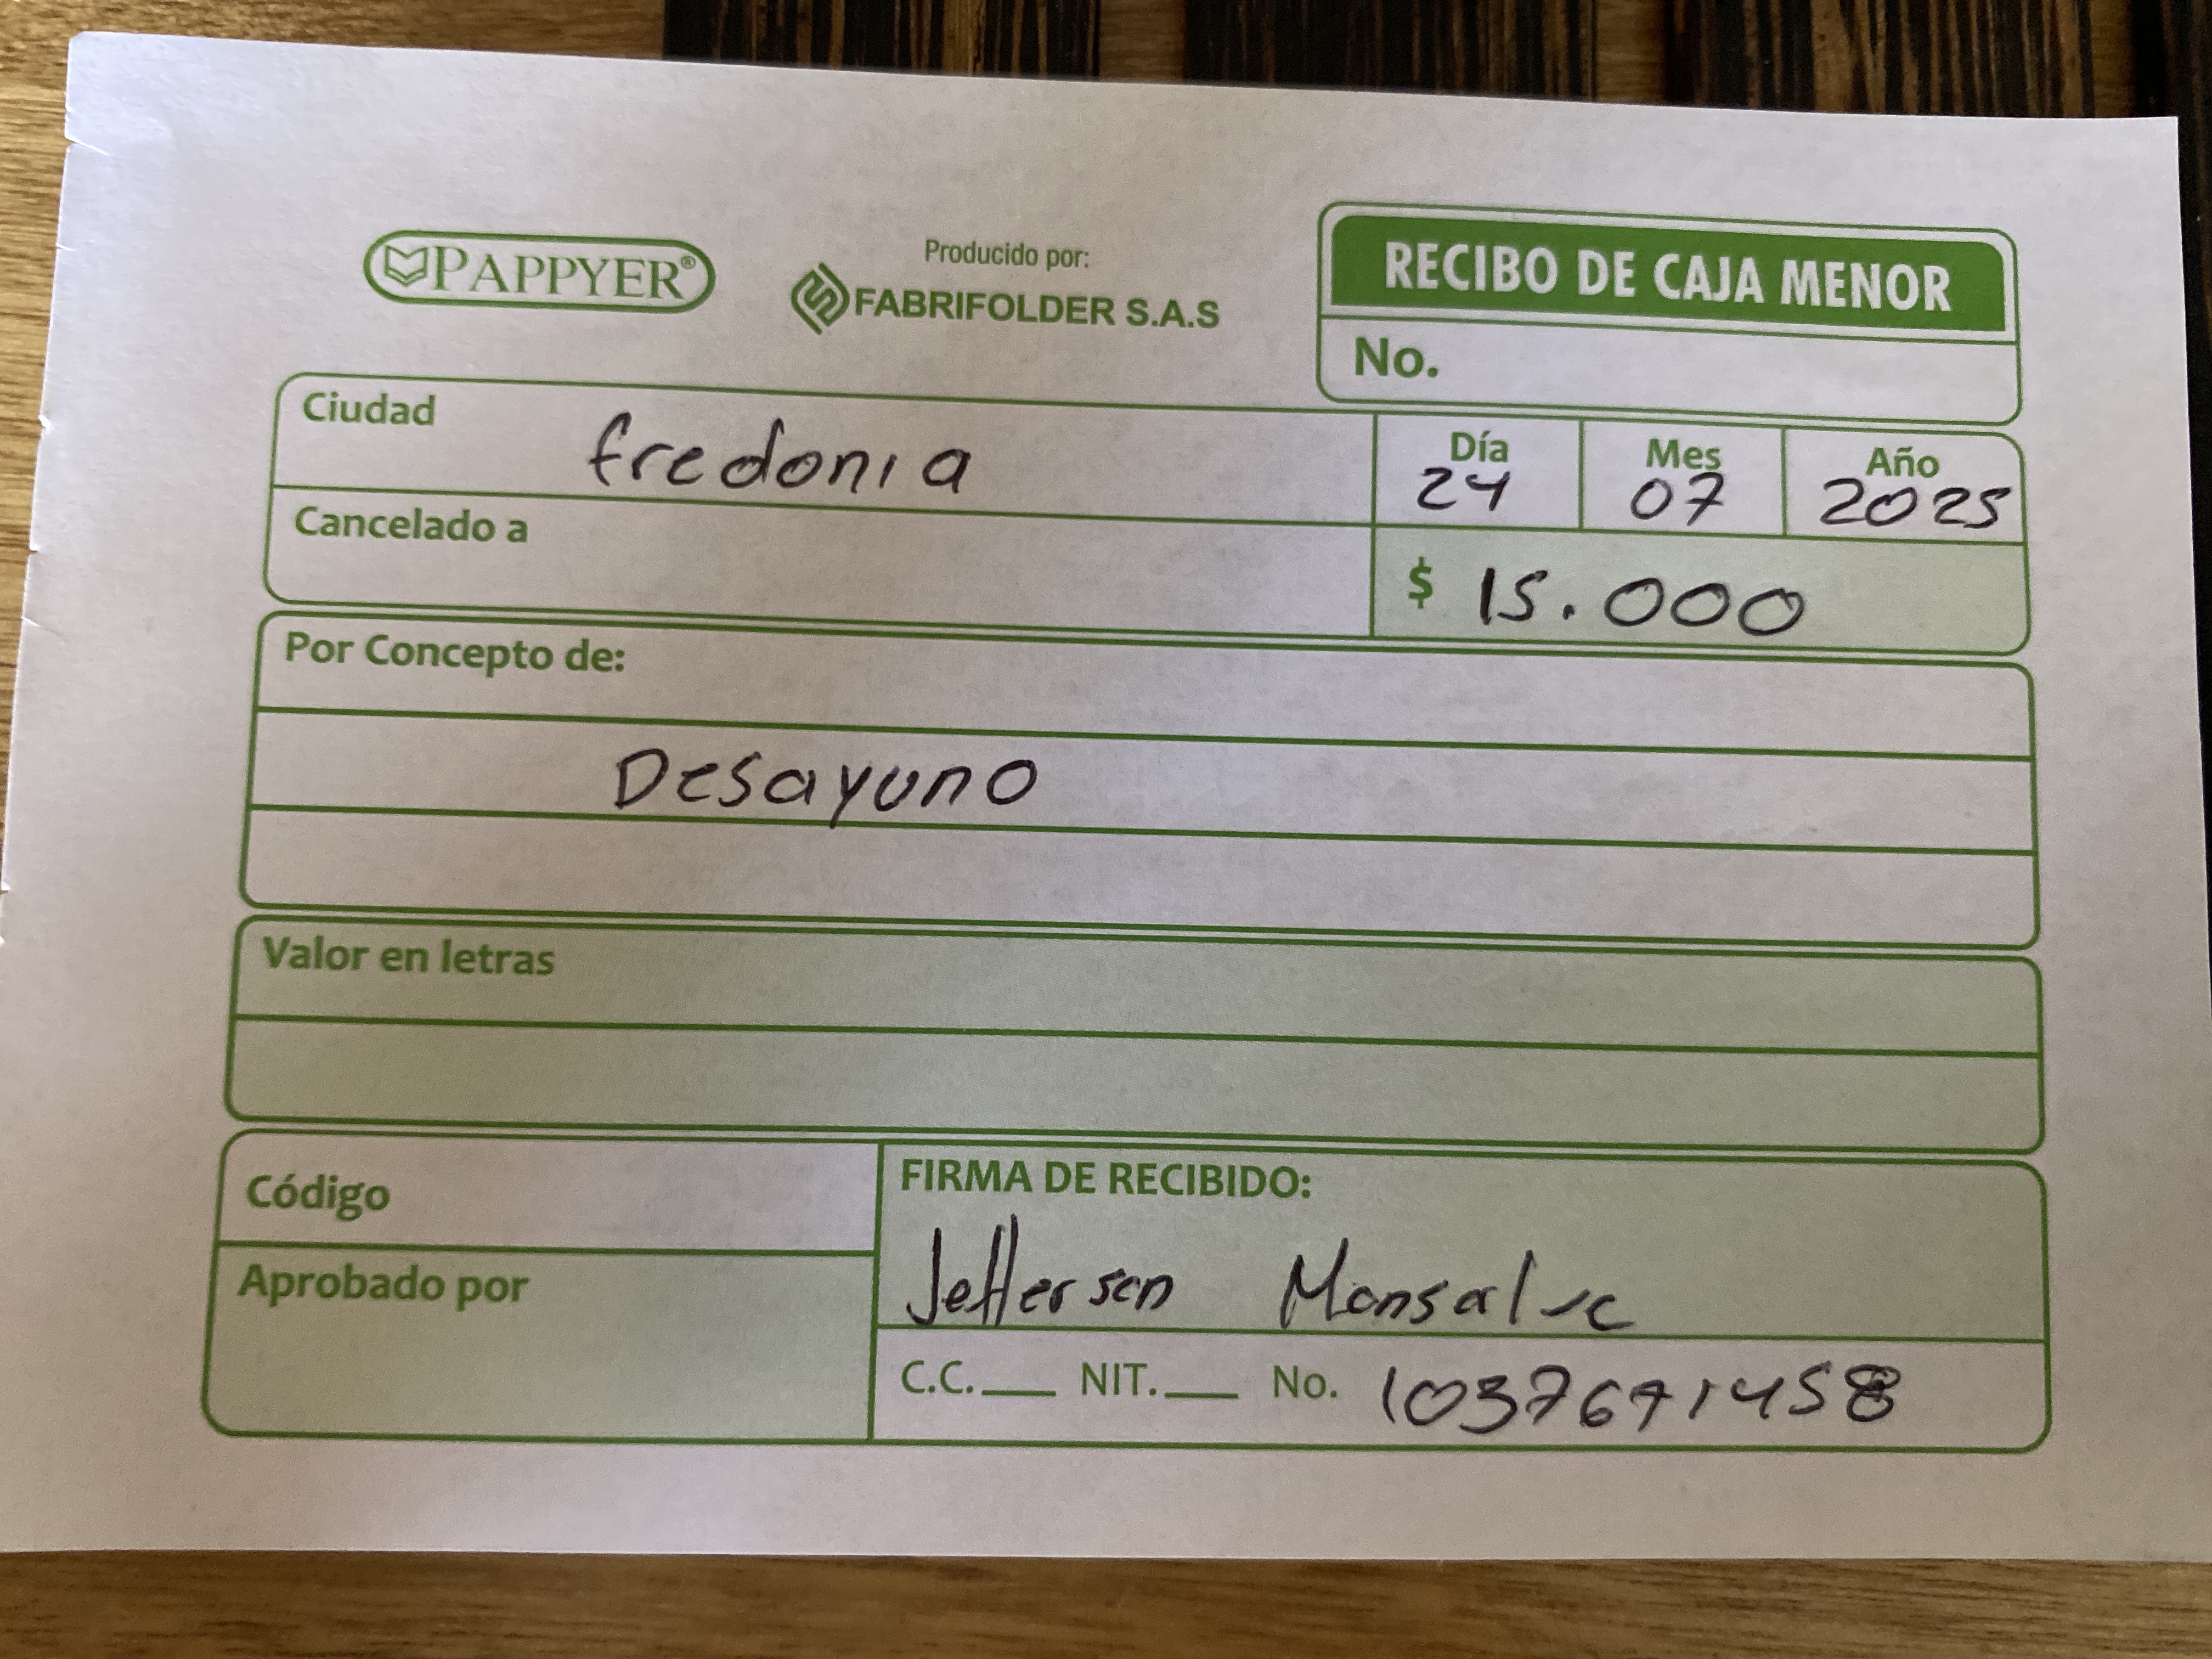 PAPPYER®
Producido por:
FABRIFOLDER S.A.S
RECIBO DE CAJA MENOR
No.
Ciudad fredonia
Día 24 Mes 07 Año 2025
Cancelado a
$ 15.000
Por Concepto de:
Desayuno
Valor en letras
Código
Aprobado por
FIRMA DE RECIBIDO:
Jefferson Monsalve
C.C.___ NIT.___ No. 1037671458